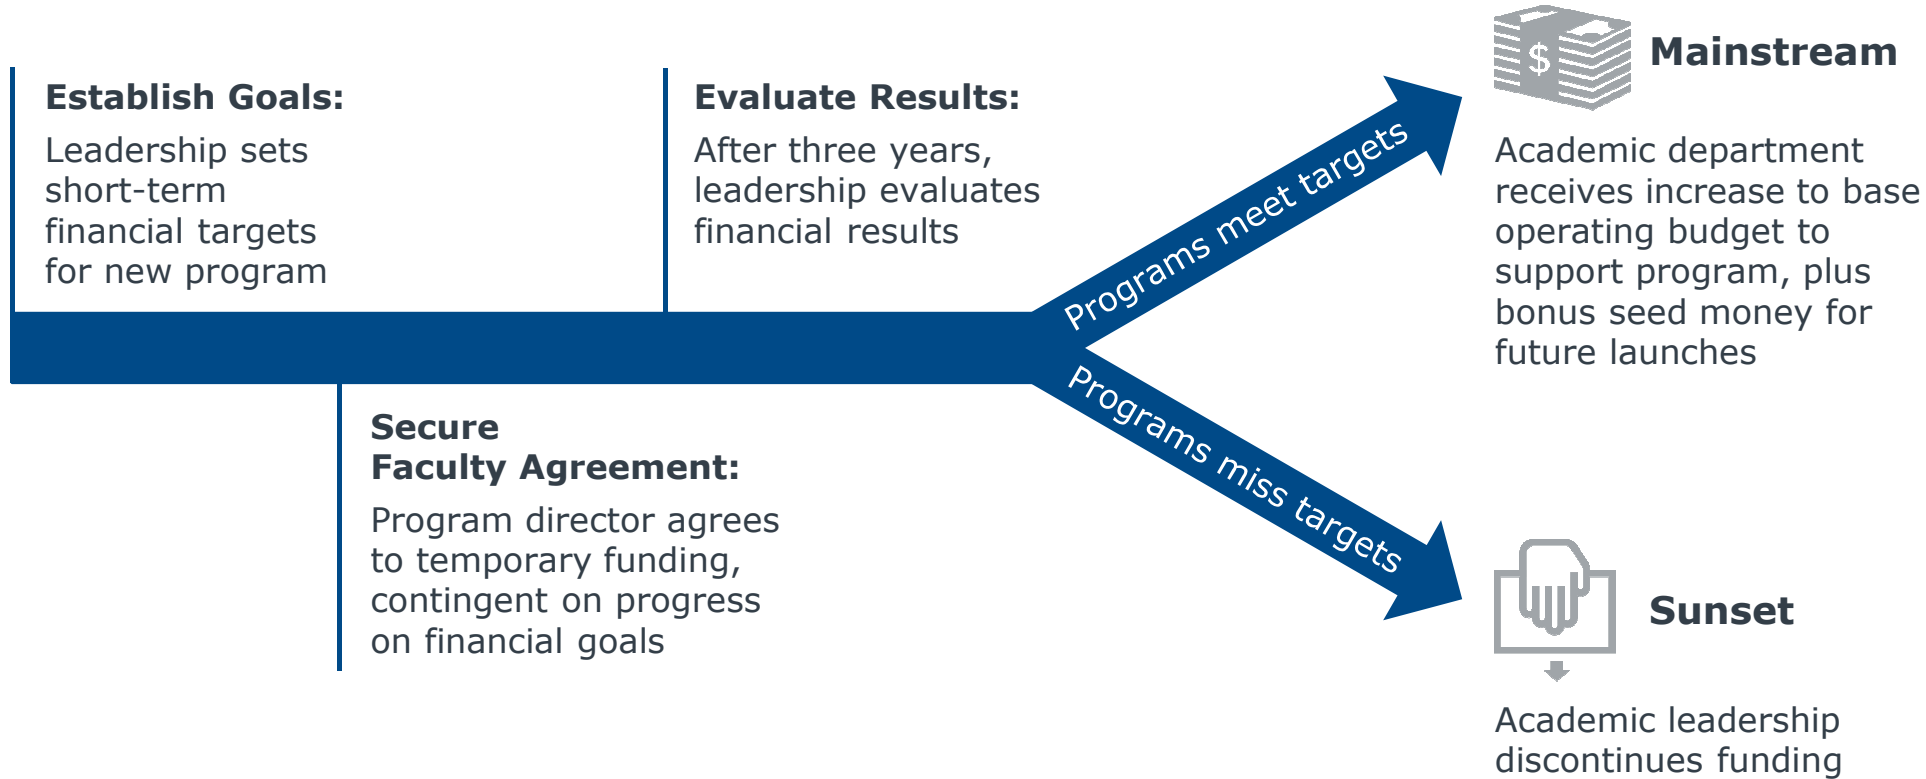 Establish Goals:
Leadership sets
short-term
financial targets
for new program
Secure
Faculty Agreement:
Program director agrees
to temporary funding,
contingent on progress
on financial goals
Evaluate Results:
After three years,
leadership evaluates
financial results
Programs meet targets
$
Mainstream
Academic department
receives increase to base
operating budget to
support program, plus
bonus seed money for
future launches
Programs miss targets
Sunset
Academic leadership
discontinues funding